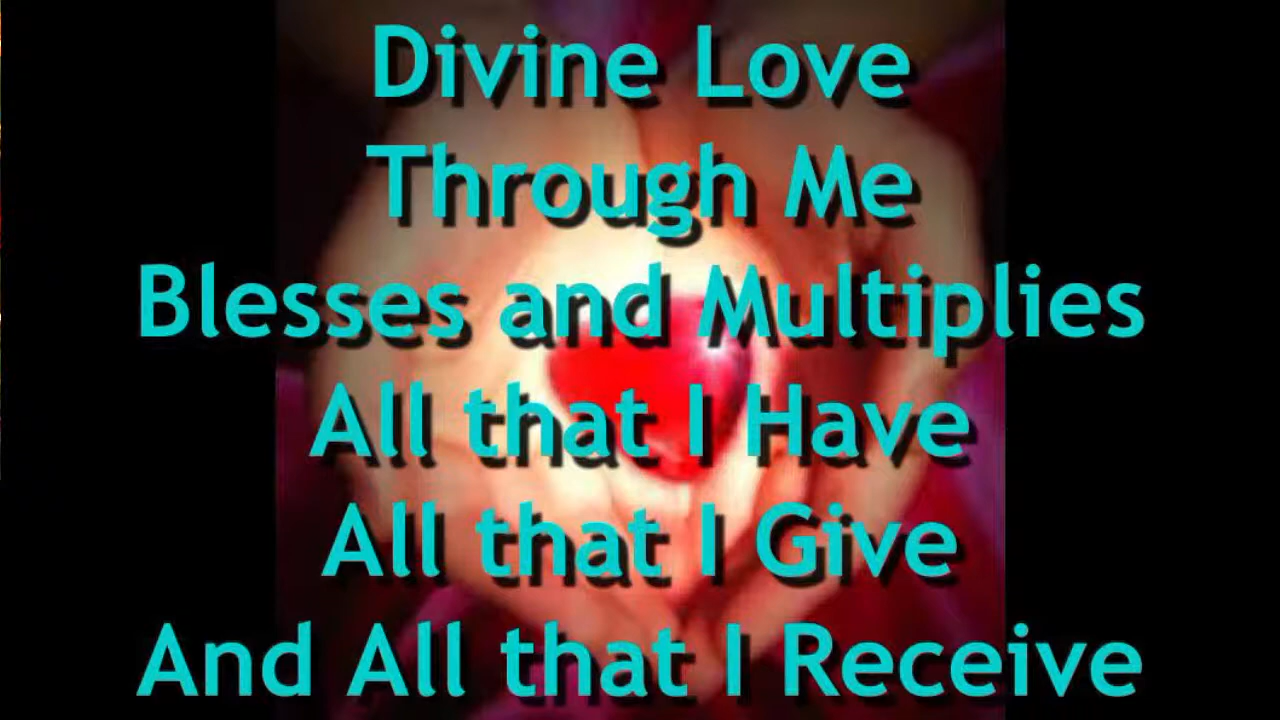 Divine Love
Through Me
Blesses and Multiplies
All that I Have
All that I Give
And All that I Receive